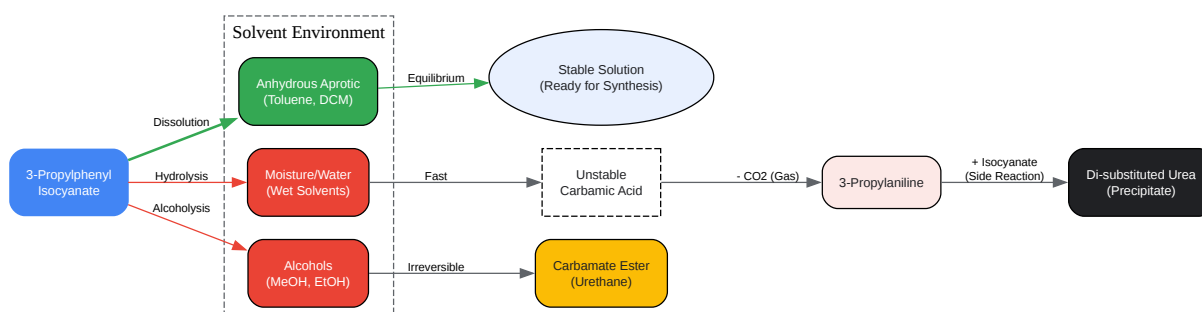 Solvent Environment
3-Propylphenyl
Isocyanate
Dissolution
Hydrolysis
Alcoholysis
Anhydrous Aprotic
(Toluene, DCM)
Equilibrium
Stable Solution
(Ready for Synthesis)
Moisture/Water
(Wet Solvents)
Fast
Unstable
Carbamic Acid
- CO2 (Gas)
3-Propylaniline
+ Isocyanate
(Side Reaction)
Di-substituted Urea
(Precipitate)
Alcohols
(MeOH, EtOH)
Irreversible
Carbamate Ester
(Urethane)